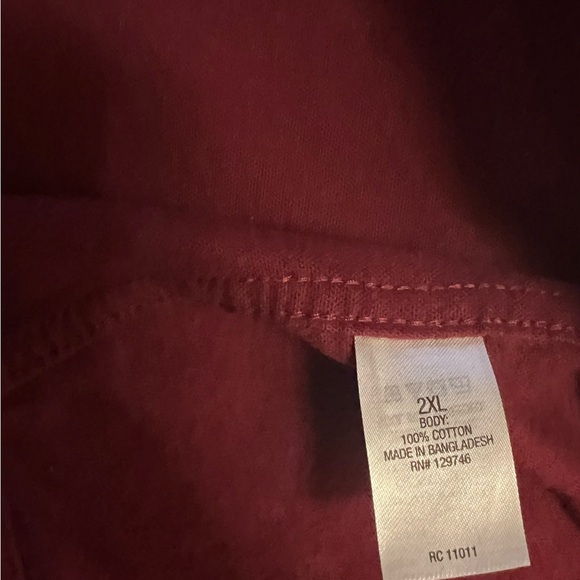 2XL
BODY:
100% COTTON
MADE IN BANGLADESH
RN# 129746
RC 11011